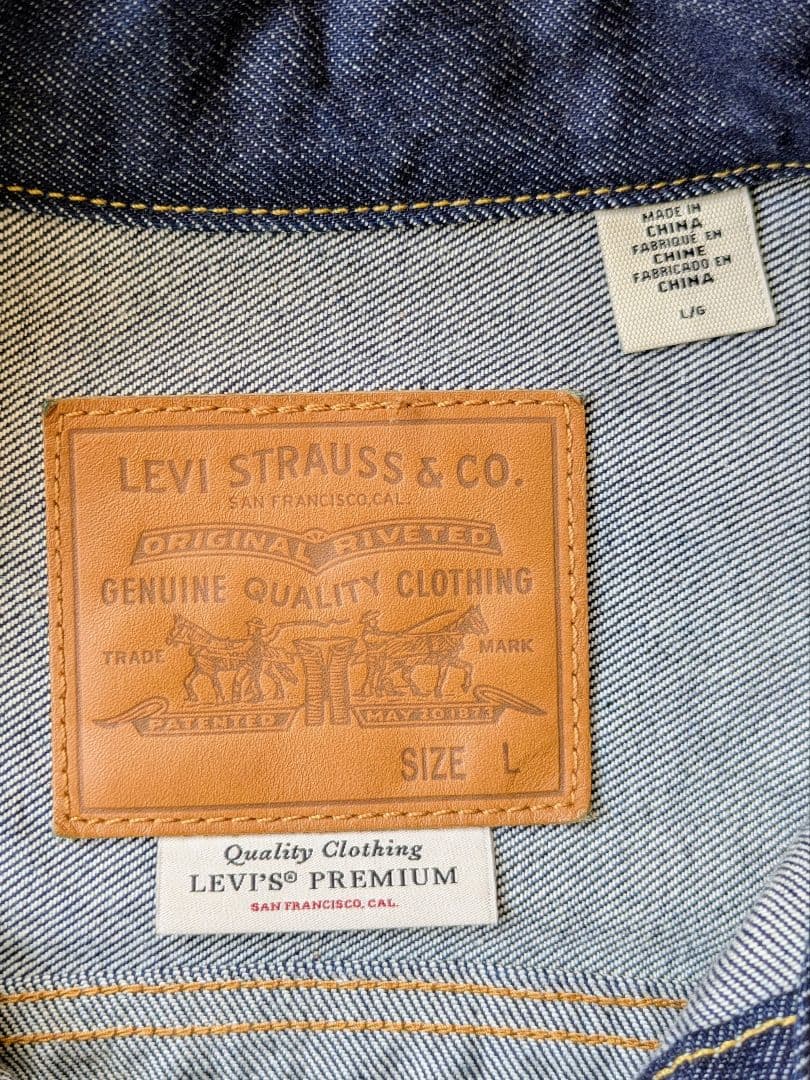 MADE IN
CHINA
FABRIQUE EN
CHINE
FABRICADO EN
CHINA
L/G
LEVI STRAUSS & CO.
SAN FRANCISCO, CAL.
ORIGINAL RIVETED
GENUINE QUALITY CLOTHING
TRADE MARK
PATENTED MAY 20 1873
SIZE L
Quality Clothing
LEVI'S® PREMIUM
SAN FRANCISCO, CAL.